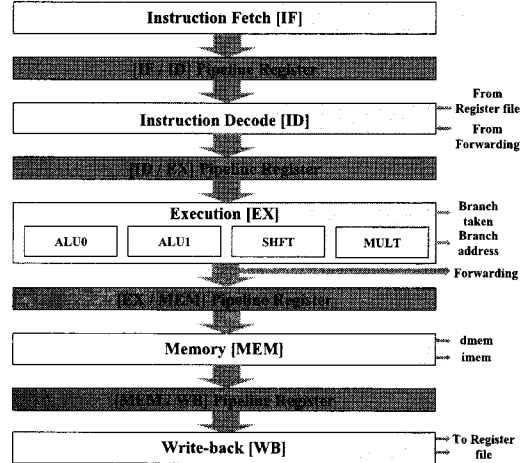 Instruction Fetch [IF]
[IF / ID] Pipeline Register
From
Register file
Instruction Decode [ID]
From
Forwarding
[ID / EX] Pipeline Register
Execution [EX]
Branch
taken
ALU0
ALU1
SHFT
MULT
Branch
address
Forwarding
[EX / MEM] Pipeline Register
Memory [MEM]
dmem
imem
[MEM / WB] Pipeline Register
Write-back [WB]
To Register
file